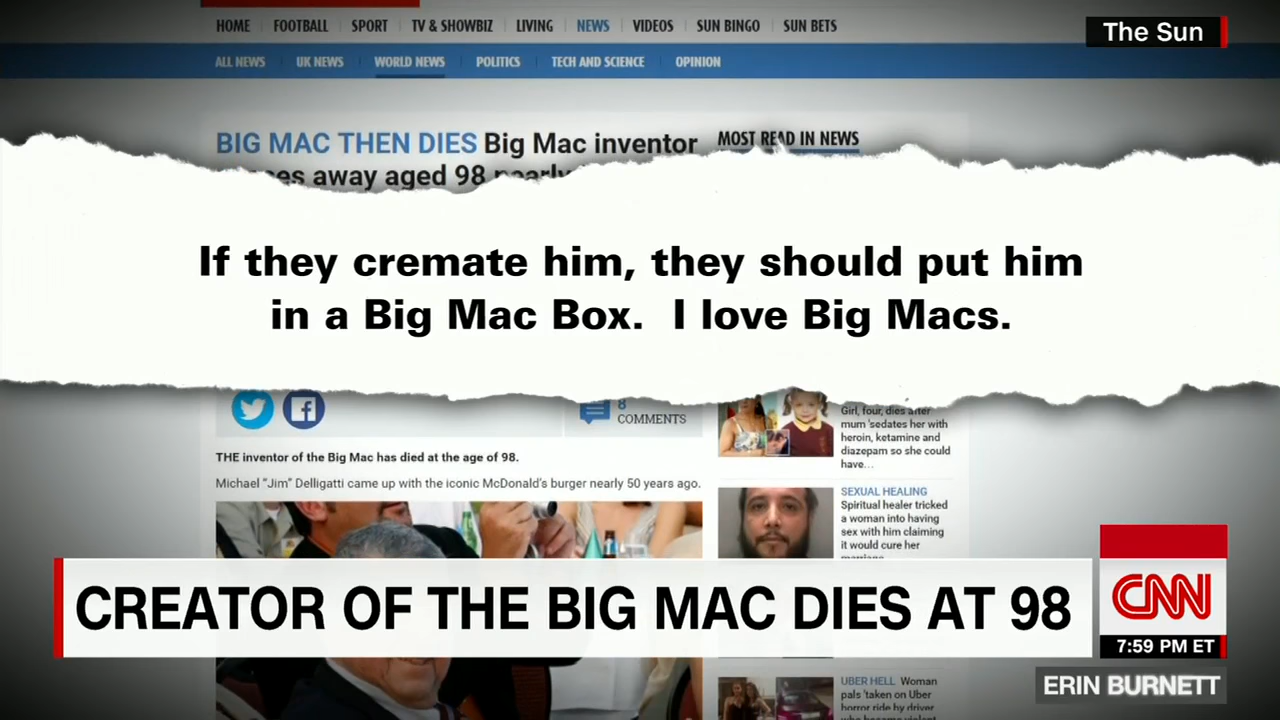 HOME FOOTBALL SPORT TV & SHOWBIZ LIVING NEWS VIDEOS SUN BINGO SUN BETS
The Sun
ALL NEWS UK NEWS WORLD NEWS POLITICS TECH AND SCIENCE OPINION
BIG MAC THEN DIES Big Mac inventor
away aged 98 nearly
MOST READ IN NEWS
If they cremate him, they should put him
in a Big Mac Box. I love Big Macs.
8
COMMENTS
THE inventor of the Big Mac has died at the age of 98.
Michael “Jim” Delligatti came up with the iconic McDonald’s burger nearly 50 years ago.
Girl, four, dies after
mum 'sedates her with
heroin, ketamine and
diazepam so she could
have...
SEXUAL HEALING
Spiritual healer tricked
a woman into having
sex with him claiming
it would cure her
CREATOR OF THE BIG MAC DIES AT 98
CNN
7:59 PM ET
ERIN BURNETT
UBER HELL Woman
pals 'taken on Uber
horror ride by driver